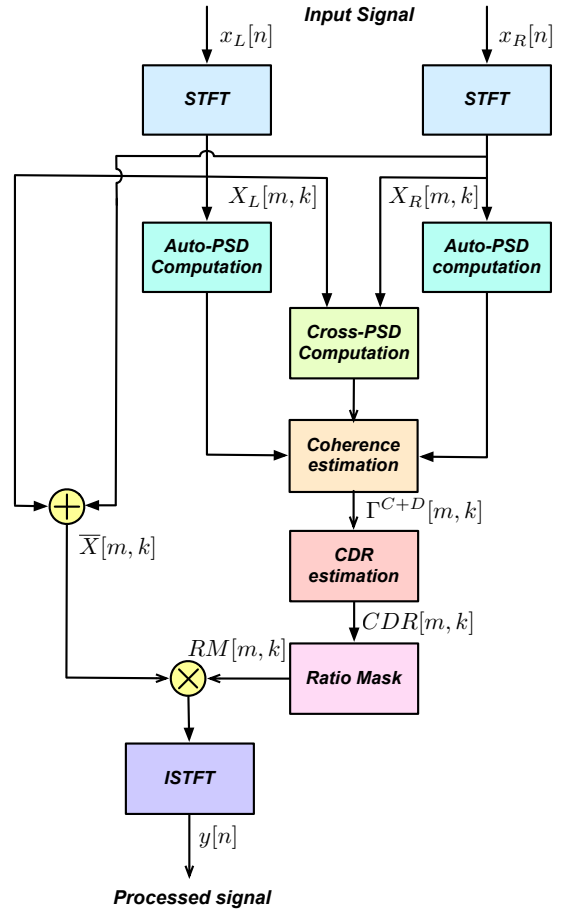 Input Signal
x_L[n]
x_R[n]
STFT
STFT
X_L[m, k]
X_R[m, k]
Auto-PSD
Computation
Auto-PSD
computation
Cross-PSD
Computation
Coherence
estimation
Γ^{C+D}[m, k]
X̅[m, k]
CDR
estimation
CDR[m, k]
RM[m, k]
Ratio Mask
ISTFT
y[n]
Processed signal